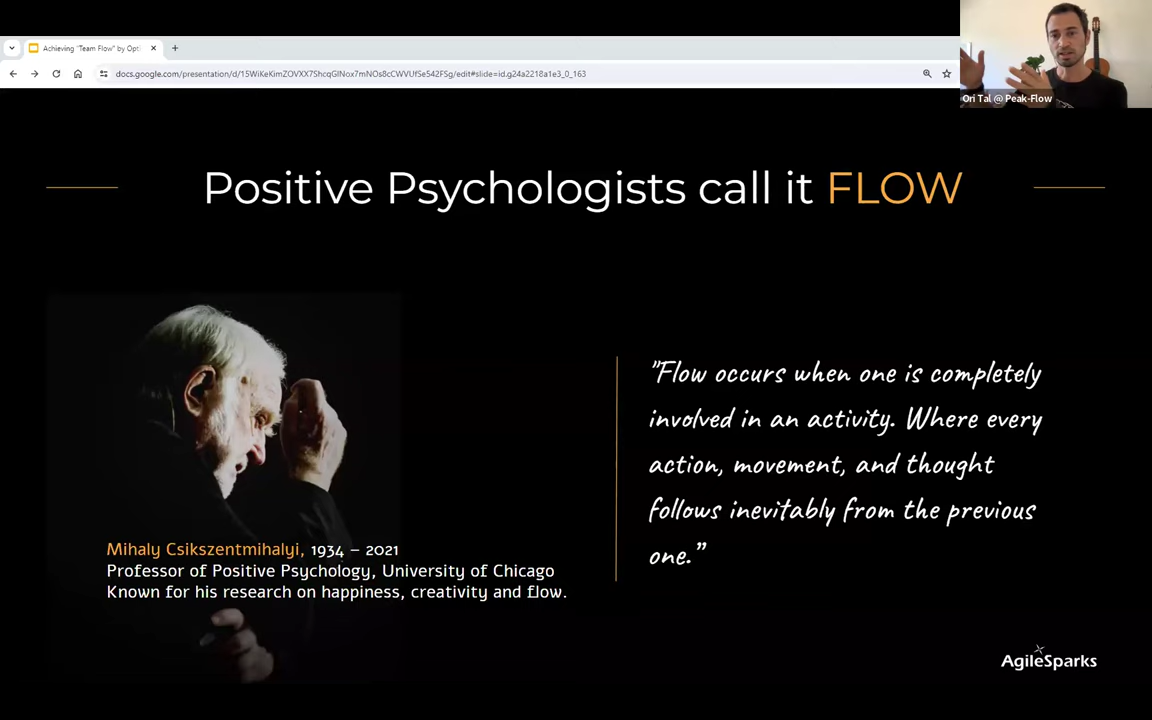 Achieving "Team Flow" by Opti
docs.google.com/presentation/d/15WiKeKimZOVXX7ShcqGlNox7mNOs8cCWVUfSe542FSg/edit#slide=id.g24a2218a1e3_0_163
Ori Tal @ Peak-Flow
Positive Psychologists call it FLOW
"Flow occurs when one is completely
involved in an activity. Where every
action, movement, and thought
follows inevitably from the previous
one.”
Mihaly Csikszentmihalyi, 1934 – 2021
Professor of Positive Psychology, University of Chicago
Known for his research on happiness, creativity and flow.
AgileSparks